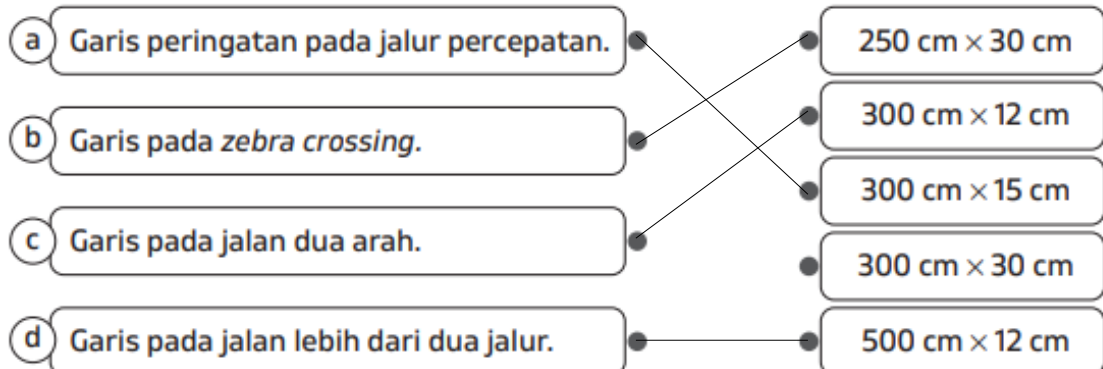 a Garis peringatan pada jalur percepatan.
250 cm × 30 cm
300 cm × 12 cm
b Garis pada zebra crossing.
300 cm × 15 cm
c Garis pada jalan dua arah.
300 cm × 30 cm
d Garis pada jalan lebih dari dua jalur.
500 cm × 12 cm